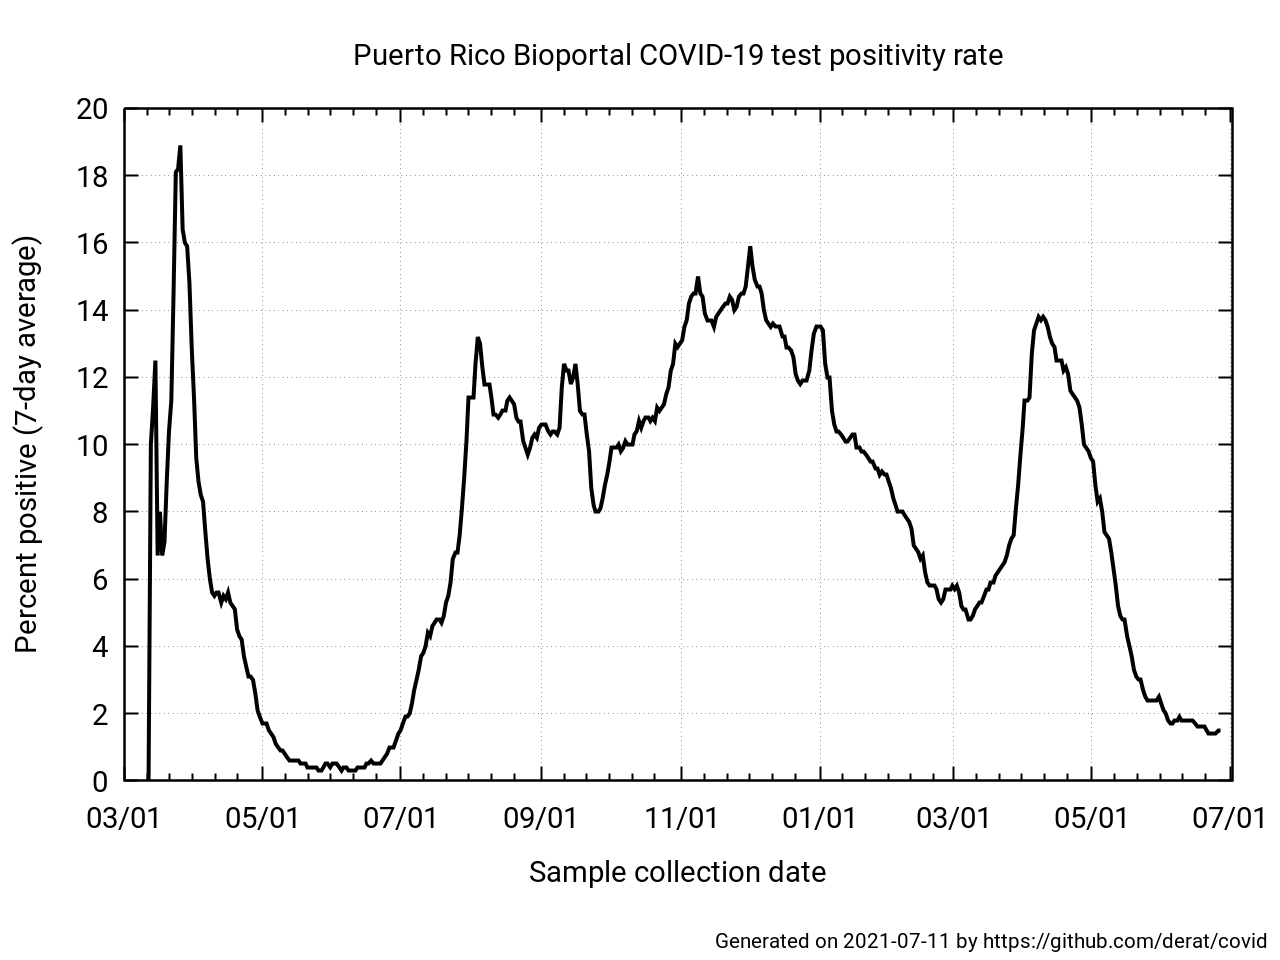 Puerto Rico Bioportal COVID-19 test positivity rate
Percent positive (7-day average)
20
18
16
14
12
10
8
6
4
2
0
03/01 05/01 07/01 09/01 11/01 01/01 03/01 05/01 07/01
Sample collection date
Generated on 2021-07-11 by https://github.com/derat/covid